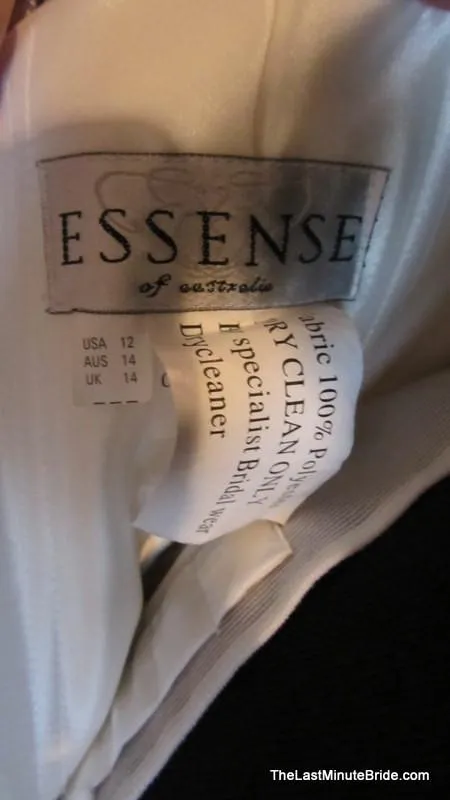 ESSENSE
of australia
USA 12
AUS 14
UK 14
---
abric 100% Polyes
RY CLEAN ONLY
specialist Bridal wear
Drycleaner
TheLastMinuteBride.com